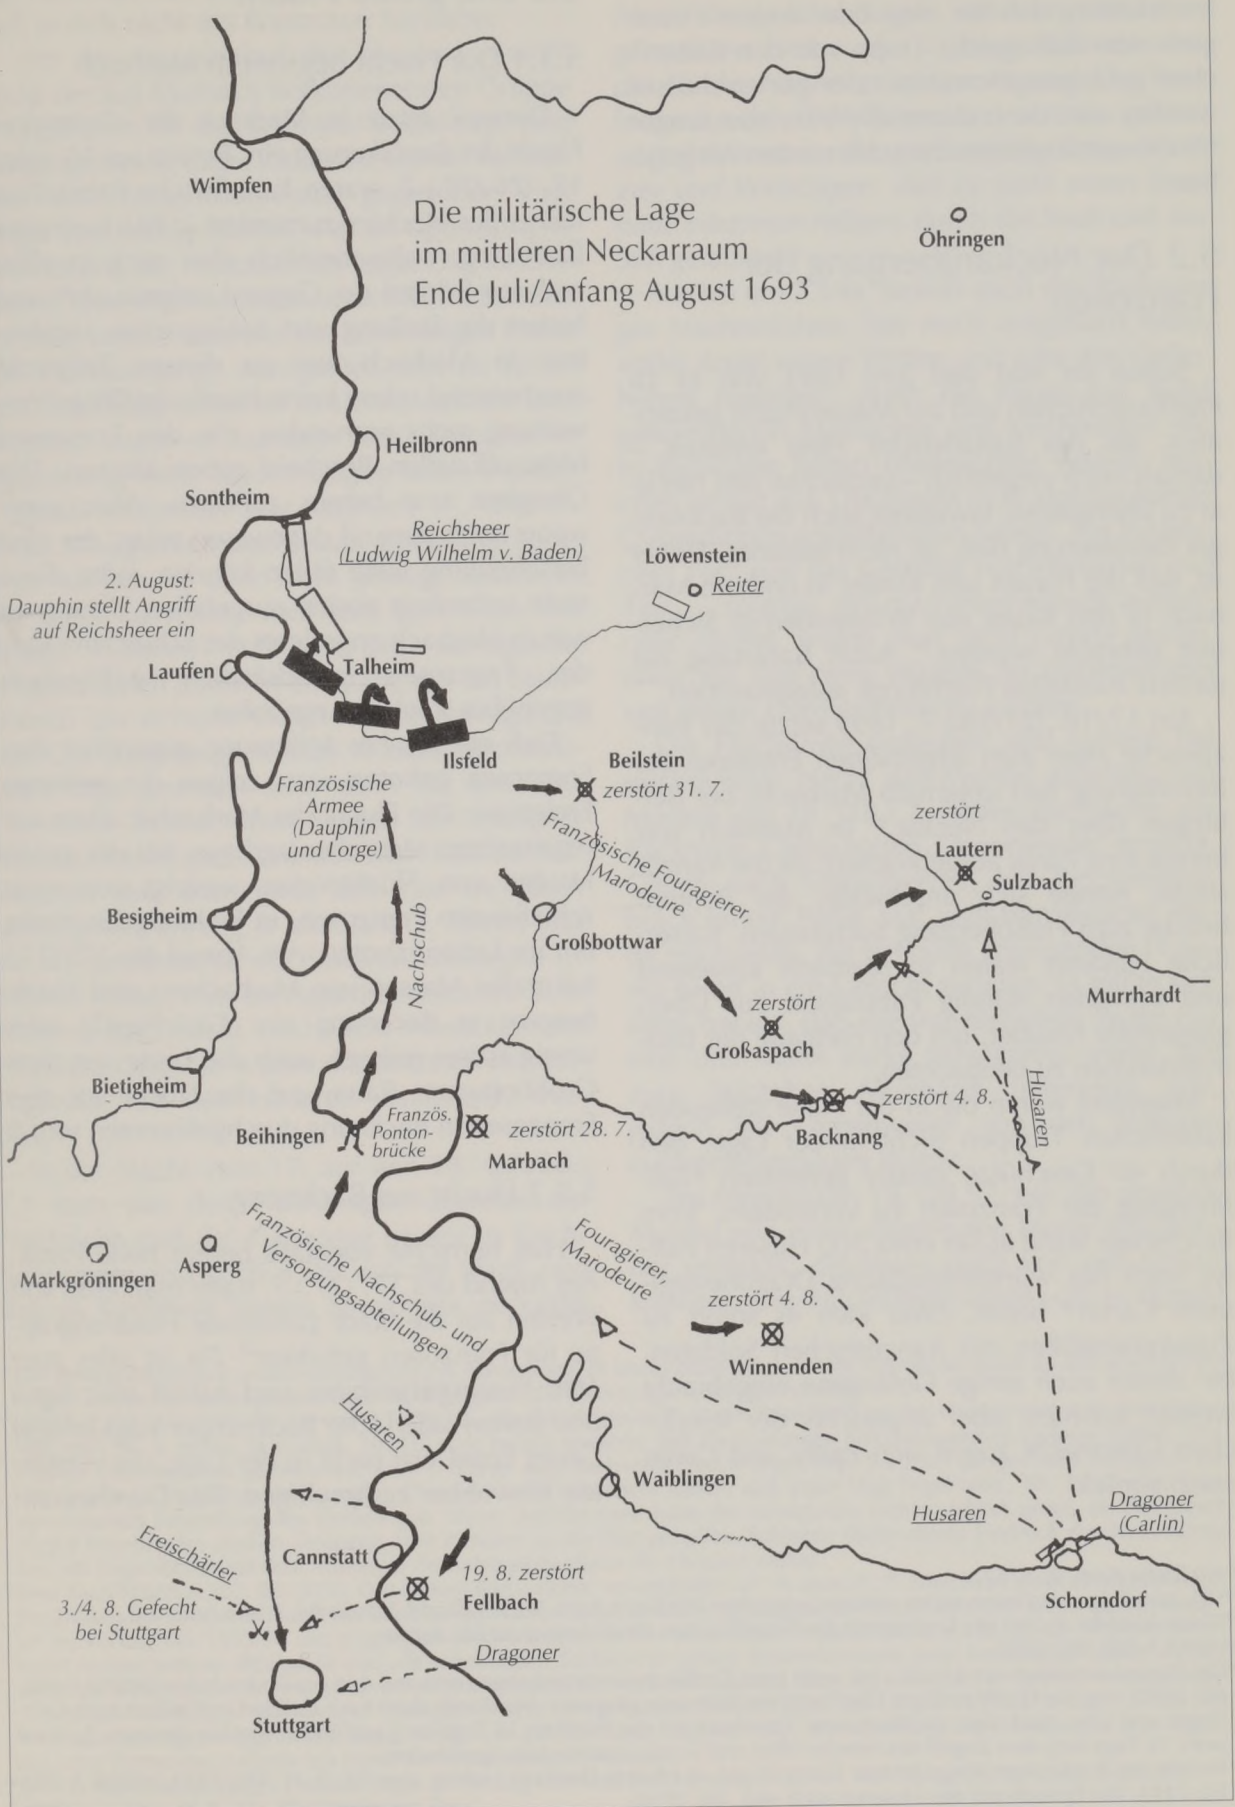 Wimpfen
Die militärische Lage
im mittleren Neckarraum
Ende Juli/Anfang August 1693
Öhringen
Heilbronn
Sontheim
Reichsheer
(Ludwig Wilhelm v. Baden)
Löwenstein
Reiter
2. August:
Dauphin stellt Angriff
auf Reichsheer ein
Lauffen
Talheim
Ilsfeld
Beilstein
zerstört 31. 7.
Französische
Armee
(Dauphin
und Lorge)
Französische Fouragierer,
Marodeure
zerstört
Lautern
Sulzbach
Besigheim
Nachschub
Großbottwar
Murrhardt
zerstört
Großaspach
Bietigheim
Husaren
zerstört 4. 8.
Backnang
Beihingen
Französ.
Ponton-
brücke
zerstört 28. 7.
Marbach
Markgröningen
Asperg
Französische Nachschub- und
Versorgungsabteilungen
Fouragierer,
Marodeure
zerstört 4. 8.
Winnenden
Husaren
Waiblingen
Husaren
Dragoner
(Carlin)
Schorndorf
Freischärler
Cannstatt
19. 8. zerstört
Fellbach
3./4. 8. Gefecht
bei Stuttgart
Dragoner
Stuttgart